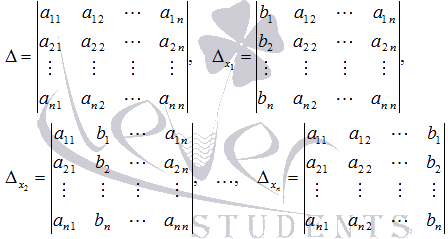 Δ = | a₁₁ a₁₂ ⋯ a₁ₙ |, Δₓ₁ = | b₁ a₁₂ ⋯ a₁ₙ |,
| a₂₁ a₂₂ ⋯ a₂ₙ | | b₂ a₂₂ ⋯ a₂ₙ |
| ⋮ ⋮ ⋮ ⋮ | | ⋮ ⋮ ⋮ ⋮ |
| aₙ₁ aₙ₂ ⋯ aₙₙ | | bₙ aₙ₂ ⋯ aₙₙ |
Δₓ₂ = | a₁₁ b₁ ⋯ a₁ₙ |, …, Δₓₙ = | a₁₁ a₁₂ ⋯ b₁ |
| a₂₁ b₂ ⋯ a₂ₙ | | a₂₁ a₂₂ ⋯ b₂ |
| ⋮ ⋮ ⋮ ⋮ | | ⋮ ⋮ ⋮ ⋮ |
| aₙ₁ bₙ ⋯ aₙₙ | | aₙ₁ aₙ₂ ⋯ bₙ |
STUDENTS